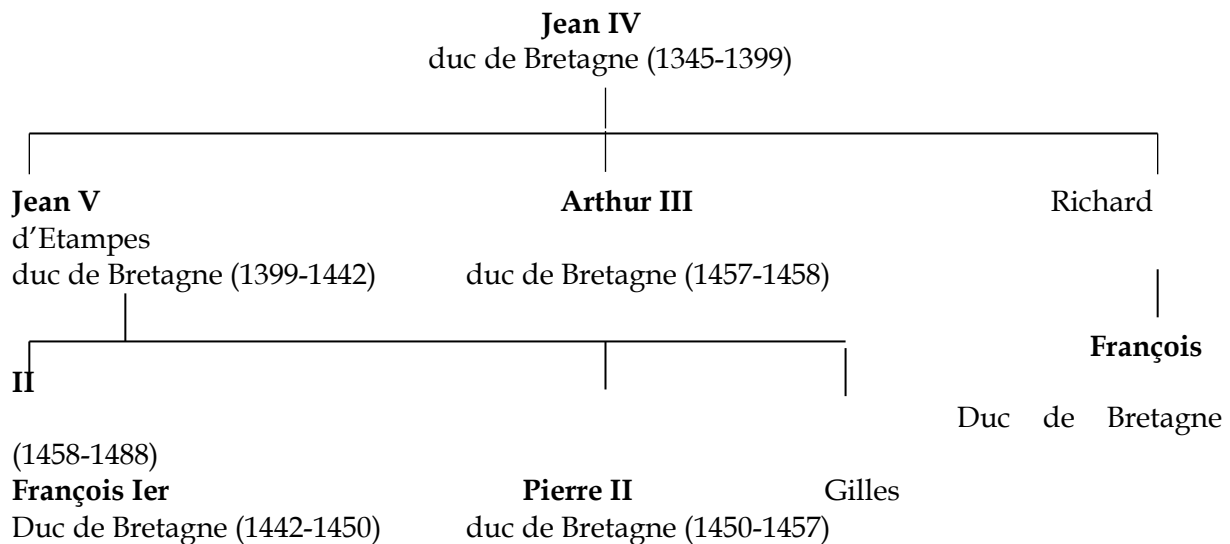 Jean IV
duc de Bretagne (1345-1399)
Jean V Arthur III Richard
d’Etampes
duc de Bretagne (1399-1442) duc de Bretagne (1457-1458)
François
II
Duc de Bretagne
(1458-1488)
François Ier Pierre II Gilles
Duc de Bretagne (1442-1450) duc de Bretagne (1450-1457)